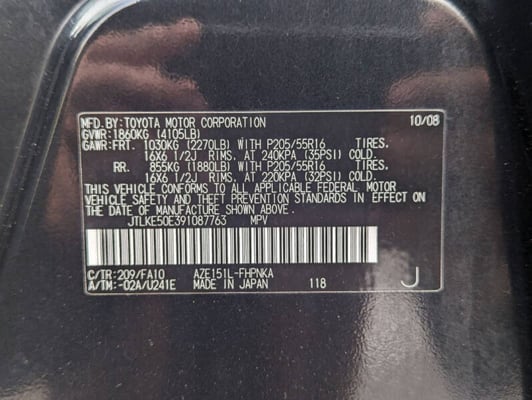 MFD.BY:TOYOTA MOTOR CORPORATION 10/08
GVWR:1860KG (4105LB)
GAWR:FRT. 1030KG (2270LB) WITH P205/55R16 TIRES.
16X6 1/2J RIMS. AT 240KPA (35PSI) COLD.
RR. 855KG (1880LB) WITH P205/55R16 TIRES.
16X6 1/2J RIMS. AT 220KPA (32PSI) COLD.
THIS VEHICLE CONFORMS TO ALL APPLICABLE FEDERAL MOTOR
VEHICLE SAFETY AND THEFT PREVENTION STANDARDS IN EFFECT ON
THE DATE OF MANUFACTURE SHOWN ABOVE.
JTLKE50E391087763 MPV
C/TR:209/FA10 AZE151L-FHPNKA
A/TM:-02A/U241E MADE IN JAPAN 118 J